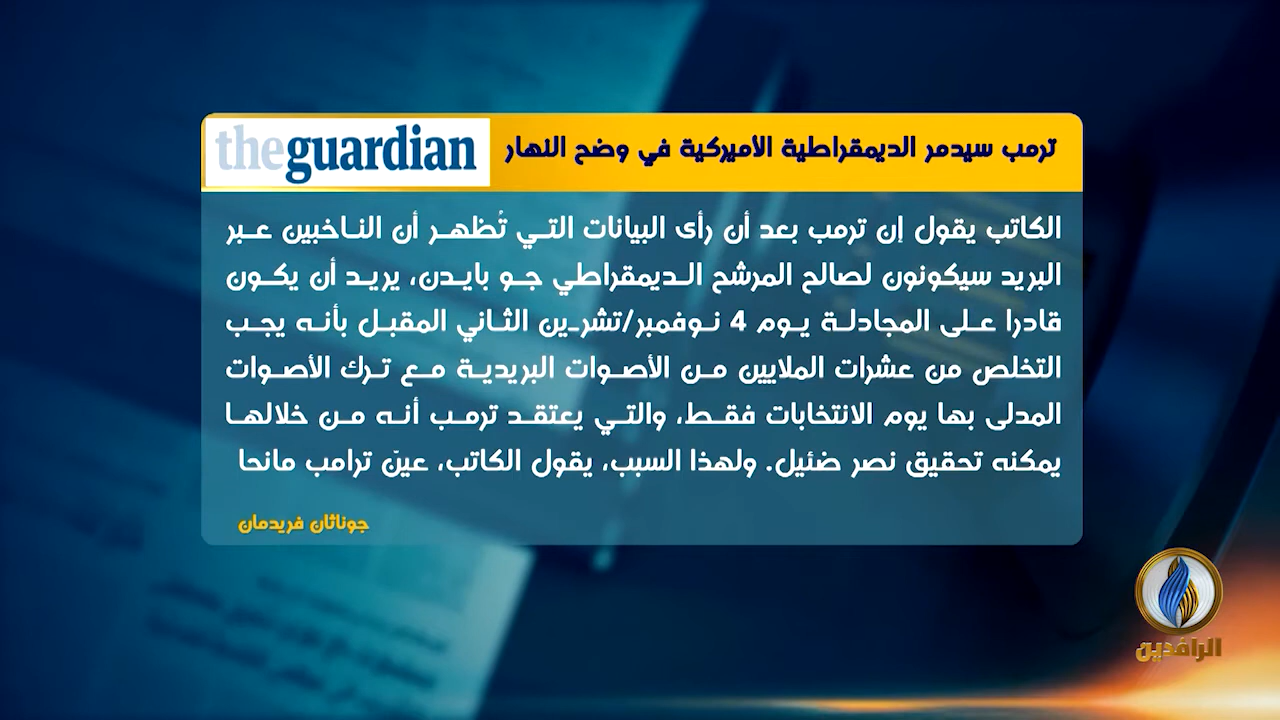 theguardian
ترمب سيدمر الديمقراطية الأميركية في وضح النهار
الكاتب يقول إن ترمب بعد أن رأى البيانات التي تُظهر أن الناخبين عبر
البريد سيكونون لصالح المرشح الديمقراطي جو بايدن، يريد أن يكون
قادرا على المجادلة يوم 4 نوفمبر/تشرين الثاني المقبل بأنه يجب
التخلص من عشرات الملايين من الأصوات البريدية مع ترك الأصوات
المدلى بها يوم الانتخابات فقط، والتي يعتقد ترمب أنه من خلالها
يمكنه تحقيق نصر ضئيل. ولهذا السبب، يقول الكاتب، عينّ ترامب مانحا
جوناثان فريدمان
الرافدين